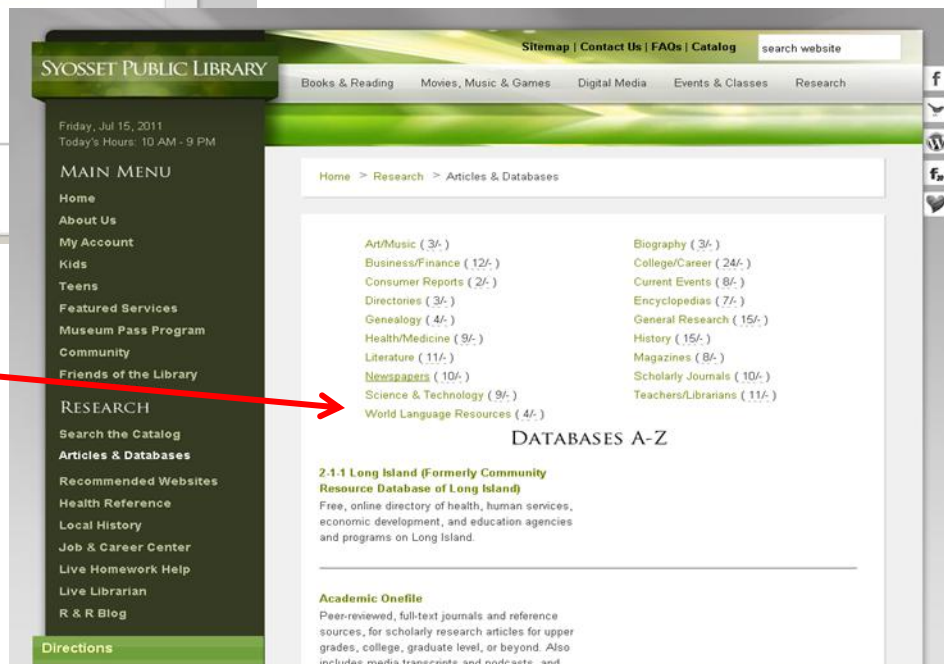 Sitemap | Contact Us | FAQs | Catalog
search website
SYOSSET PUBLIC LIBRARY
Books & Reading Movies, Music & Games Digital Media Events & Classes Research
Friday, Jul 15, 2011
Today's Hours: 10 AM - 9 PM
MAIN MENU
Home
About Us
My Account
Kids
Teens
Featured Services
Museum Pass Program
Community
Friends of the Library
RESEARCH
Search the Catalog
Articles & Databases
Recommended Websites
Health Reference
Local History
Job & Career Center
Live Homework Help
Live Librarian
R & R Blog
Directions
Home > Research > Articles & Databases
Art/Music ( 3/- )
Business/Finance ( 12/- )
Consumer Reports ( 2/- )
Directories ( 3/- )
Genealogy ( 4/- )
Health/Medicine ( 9/- )
Literature ( 11/- )
Newspapers ( 10/- )
Science & Technology ( 9/- )
World Language Resources ( 4/- )
Biography ( 3/- )
College/Career ( 24/- )
Current Events ( 8/- )
Encyclopedias ( 7/- )
General Research ( 15/- )
History ( 15/- )
Magazines ( 8/- )
Scholarly Journals ( 10/- )
Teachers/Librarians ( 11/- )
DATABASES A-Z
2-1-1 Long Island (Formerly Community
Resource Database of Long Island)
Free, online directory of health, human services,
economic development, and education agencies
and programs on Long Island.
Academic Onefile
Peer-reviewed, full-text journals and reference
sources, for scholarly research articles for upper
grades, college, graduate level, or beyond. Also
includes media transcripts and podcasts, and